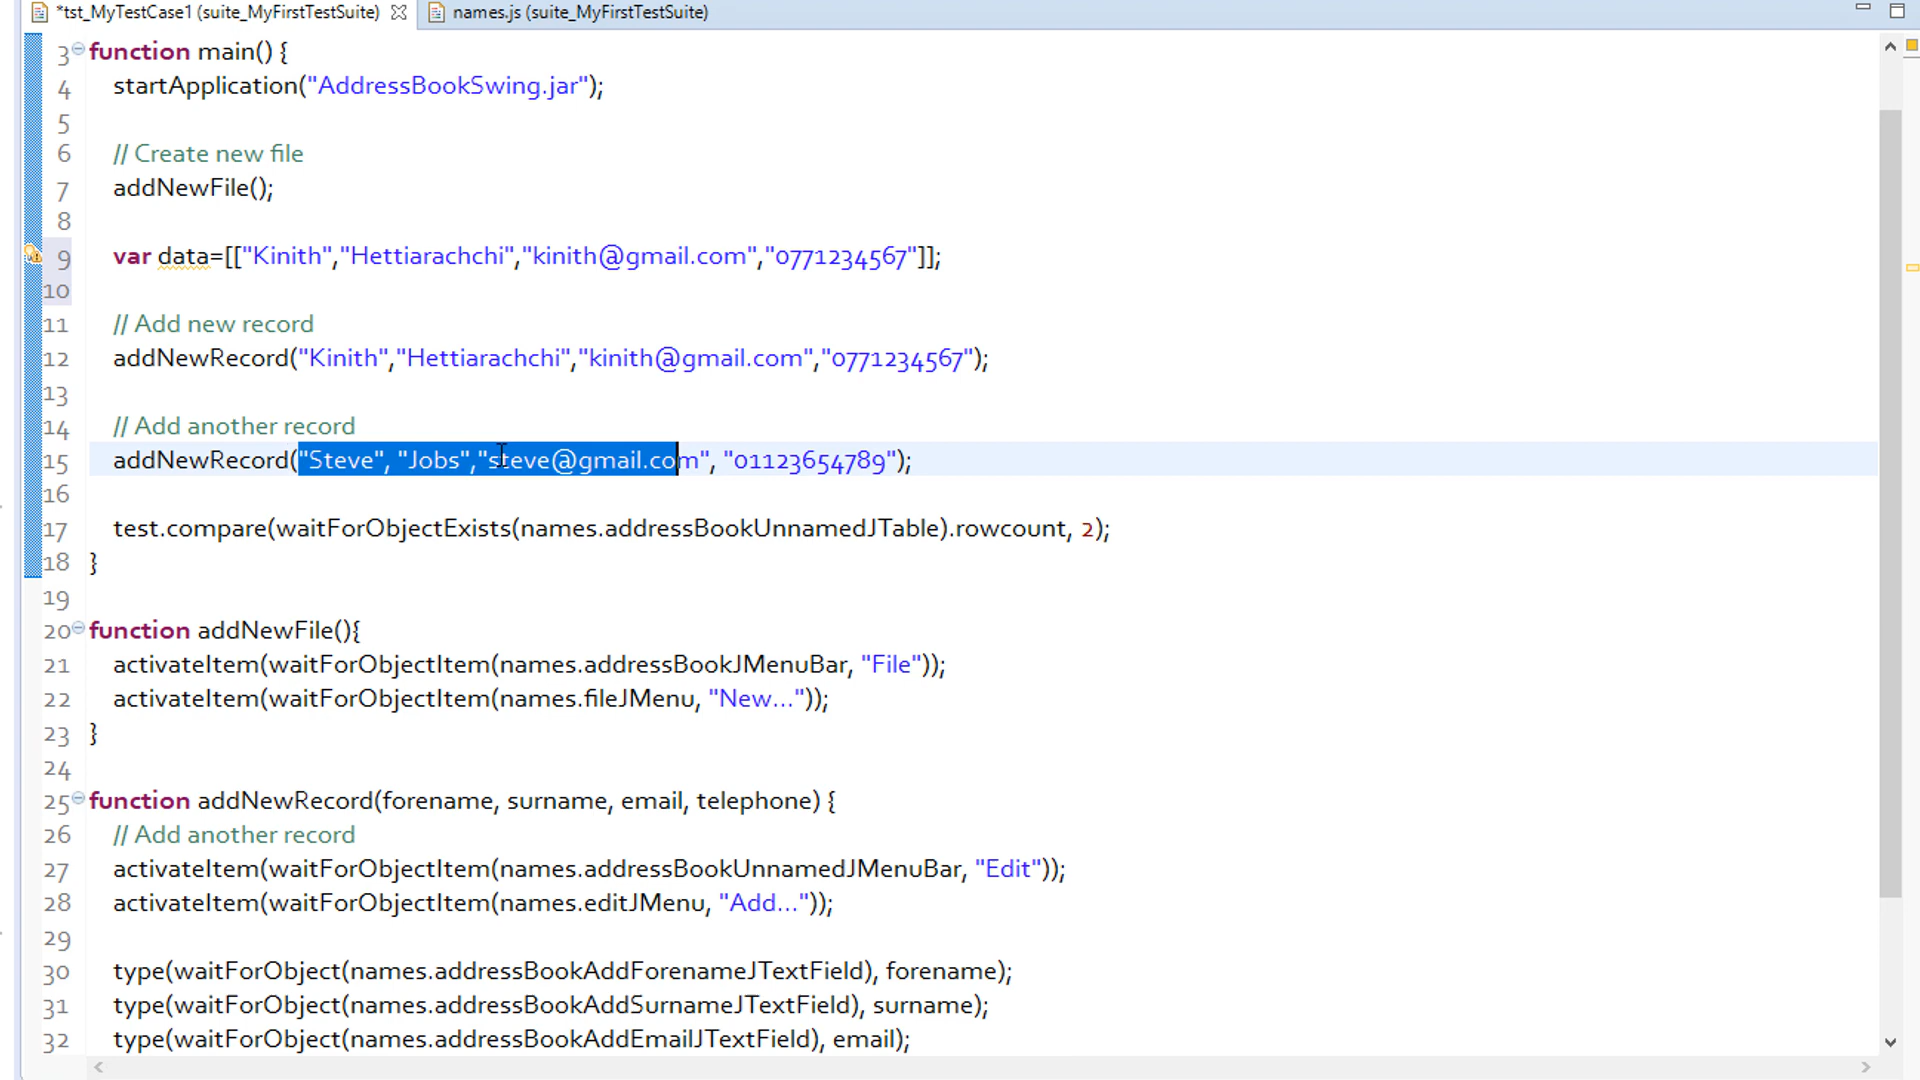 *tst_MyTestCase1 (suite_MyFirstTestSuite) names.js (suite_MyFirstTestSuite)
3 function main() {
4 startApplication("AddressBookSwing.jar");
5
6 // Create new file
7 addNewFile();
8
9 var data=[["Kinith","Hettiarachchi","kinith@gmail.com","0771234567"]];
10
11 // Add new record
12 addNewRecord("Kinith","Hettiarachchi","kinith@gmail.com","0771234567");
13
14 // Add another record
15 addNewRecord("Steve", "Jobs","steve@gmail.com", "01123654789");
16
17 test.compare(waitForObjectExists(names.addressBookUnnamedJTable).rowcount, 2);
18 }
19
20 function addNewFile(){
21 activateItem(waitForObjectItem(names.addressBookJMenuBar, "File"));
22 activateItem(waitForObjectItem(names.fileJMenu, "New..."));
23 }
24
25 function addNewRecord(forename, surname, email, telephone) {
26 // Add another record
27 activateItem(waitForObjectItem(names.addressBookUnnamedJMenuBar, "Edit"));
28 activateItem(waitForObjectItem(names.editJMenu, "Add..."));
29
30 type(waitForObject(names.addressBookAddForenameJTextField), forename);
31 type(waitForObject(names.addressBookAddSurnameJTextField), surname);
32 type(waitForObject(names.addressBookAddEmailJTextField), email);